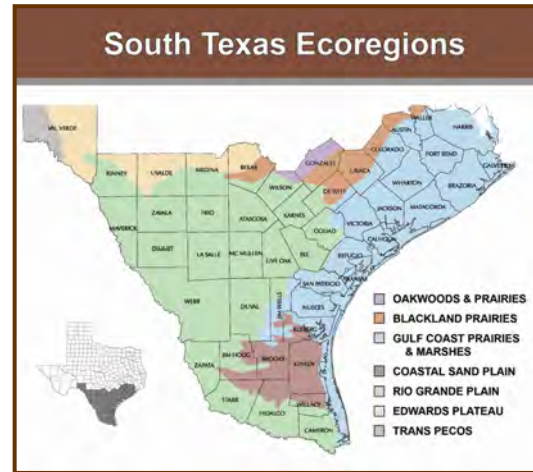 South Texas Ecoregions
VAL VERDE
KINNEY
UVALDE
MEDINA
BEXAR
WILSON
GONZALES
LAVACA
COLORADO
AUSTIN
WALLER
HARRIS
FORT BEND
GALVESTON
BRAZORIA
WHARTON
MATAGORDA
JACKSON
DE WITT
VICTORIA
CALHOUN
GOLIAD
KARNES
ATASCOSA
FRIO
ZAVALA
MAVERICK
DIMMIT
LA SALLE
MC MULLEN
LIVE OAK
BEE
REFUGIO
ARANSAS
SAN PATRICIO
NUECES
JIM WELLS
DUVAL
WEBB
KLEBERG
KENEDY
BROOKS
JIM HOGG
ZAPATA
STARR
HIDALGO
WILLACY
CAMERON
OAKWOODS & PRAIRIES
BLACKLAND PRAIRIES
GULF COAST PRAIRIES
& MARSHES
COASTAL SAND PLAIN
RIO GRANDE PLAIN
EDWARDS PLATEAU
TRANS PECOS